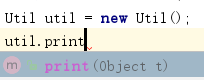 Util util = new Util();
util.print
m print(Object t)